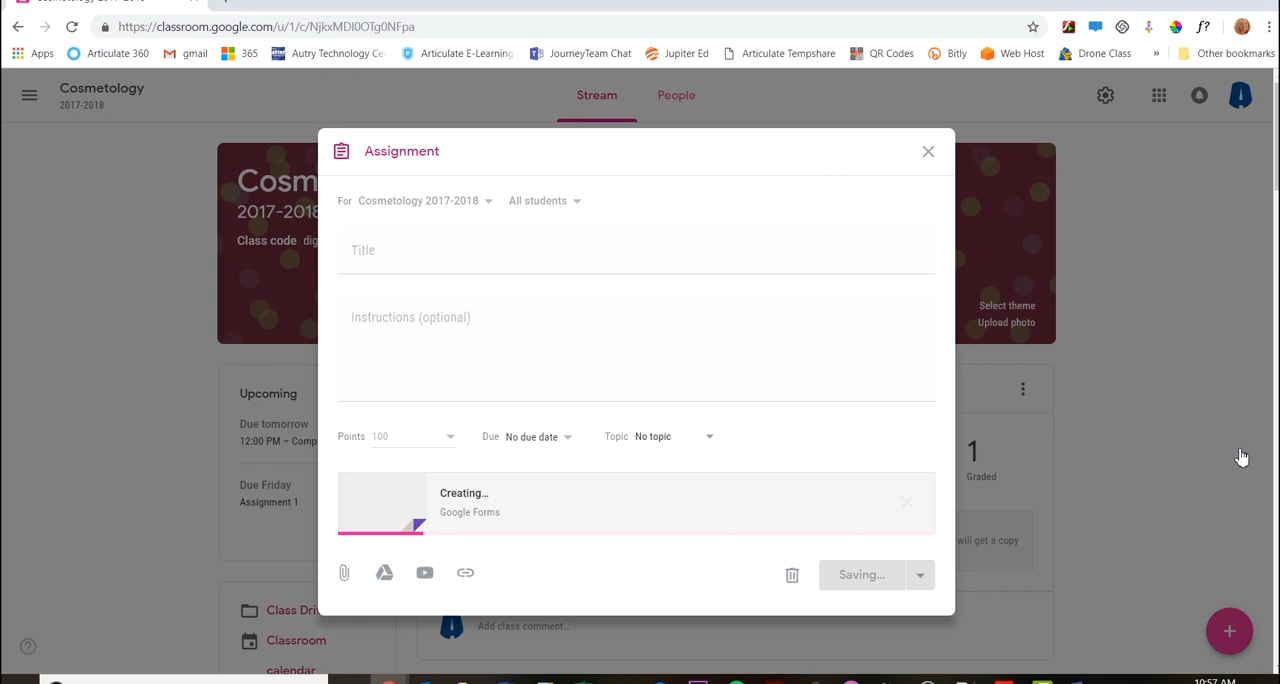 https://classroom.google.com/u/1/c/NjkxMDI0OTg0NFpa
f?
Apps Articulate 360 gmail 365 Autry Technology Ce Articulate E-Learning JourneyTeam Chat Jupiter Ed Articulate Tempshare QR Codes Bitly Web Host Drone Class » Other bookmarks
Cosmetology
2017-2018
Stream People
Assignment
Cosm
2017-2018
Class code dig
For Cosmetology 2017-2018 All students
Title
Select theme
Upload photo
Instructions (optional)
Upcoming
Due tomorrow
12:00 PM – Comp
Due Friday
Assignment 1
Points 100 Due No due date Topic No topic
1
Graded
Creating...
Google Forms
will get a copy
Saving...
Class Dri
Classroom
calendar
Add class comment...
10:57 AM